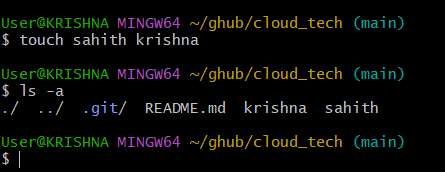 User@KRISHNA MINGW64 ~/ghub/cloud_tech (main)
$ touch sahith krishna
User@KRISHNA MINGW64 ~/ghub/cloud_tech (main)
$ ls -a
./  ../  .git/  README.md  krishna  sahith
User@KRISHNA MINGW64 ~/ghub/cloud_tech (main)
$